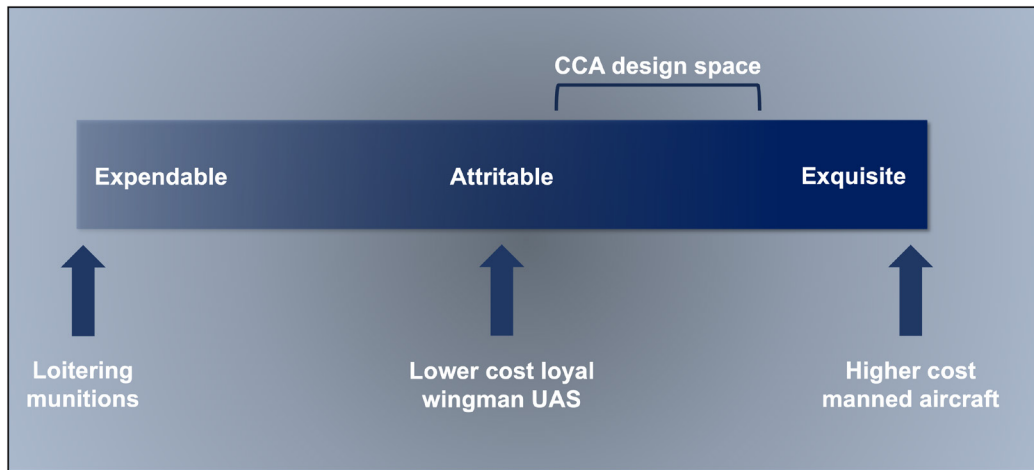 CCA design space
Expendable
Attritable
Exquisite
Loitering
munitions
Lower cost loyal
wingman UAS
Higher cost
manned aircraft